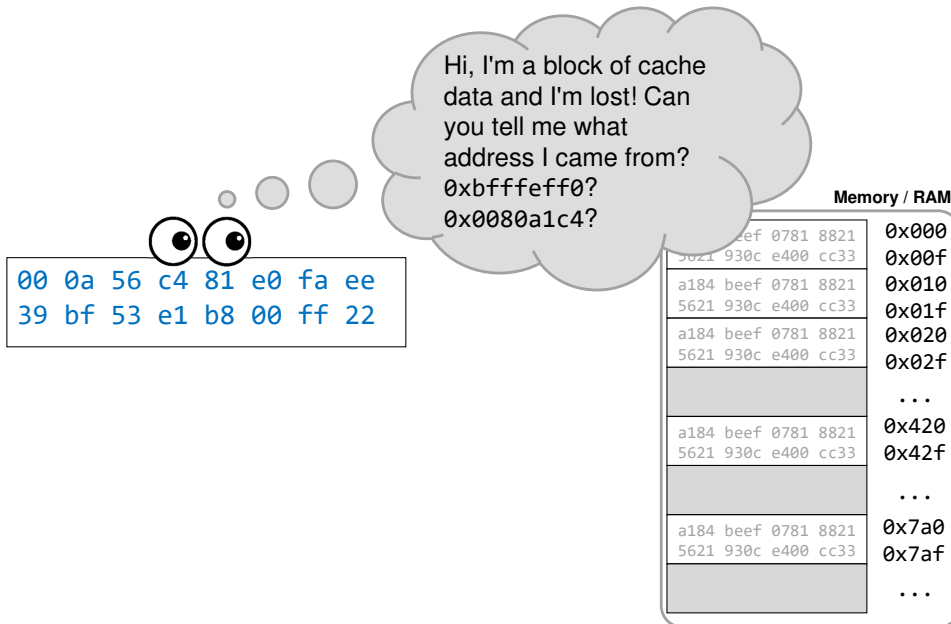 Hi, I'm a block of cache
data and I'm lost! Can
you tell me what
address I came from?
0xbfffeff0?
0x0080a1c4?
00 0a 56 c4 81 e0 fa ee
39 bf 53 e1 b8 00 ff 22
Memory / RAM
0781 8821
930c e400 cc33
0x000
0x00f
a184 beef 0781 8821
5621 930c e400 cc33
0x010
0x01f
a184 beef 0781 8821
5621 930c e400 cc33
0x020
0x02f
...
a184 beef 0781 8821
5621 930c e400 cc33
0x420
0x42f
...
a184 beef 0781 8821
5621 930c e400 cc33
0x7a0
0x7af
...